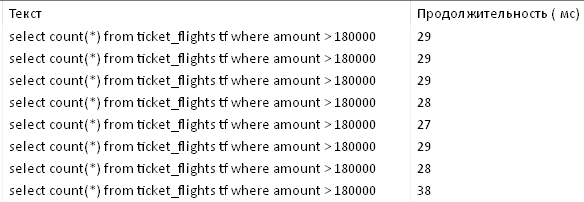 Текст Продолжительность ( мс)
select count(*) from ticket_flights tf where amount > 180000 29
select count(*) from ticket_flights tf where amount > 180000 29
select count(*) from ticket_flights tf where amount > 180000 29
select count(*) from ticket_flights tf where amount > 180000 28
select count(*) from ticket_flights tf where amount > 180000 27
select count(*) from ticket_flights tf where amount > 180000 29
select count(*) from ticket_flights tf where amount > 180000 28
select count(*) from ticket_flights tf where amount > 180000 38